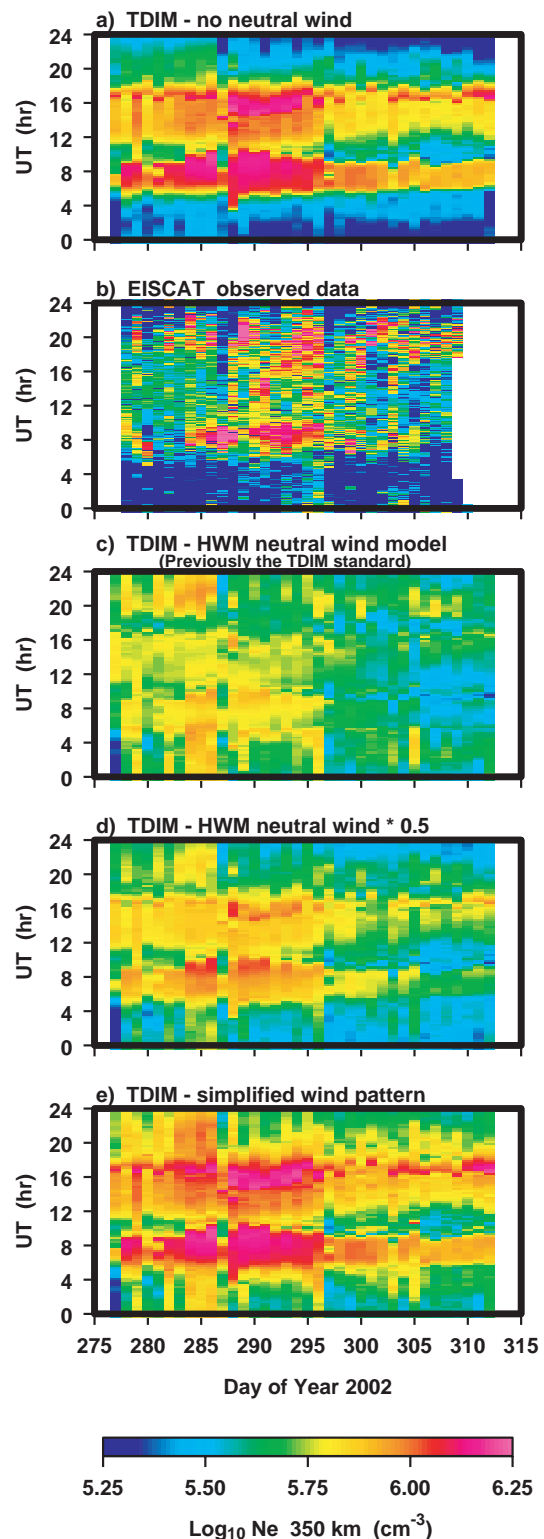 a) TDIM - no neutral wind
24
20
16
12
8
4
0
UT (hr)
b) EISCAT observed data
24
20
16
12
8
4
0
UT (hr)
c) TDIM - HWM neutral wind model
(Previously the TDIM standard)
24
20
16
12
8
4
0
UT (hr)
d) TDIM - HWM neutral wind * 0.5
24
20
16
12
8
4
0
UT (hr)
e) TDIM - simplified wind pattern
24
20
16
12
8
4
0
UT (hr)
275 280 285 290 295 300 305 310 315
Day of Year 2002
5.25 5.50 5.75 6.00 6.25
Log₁₀ Ne 350 km (cm⁻³)